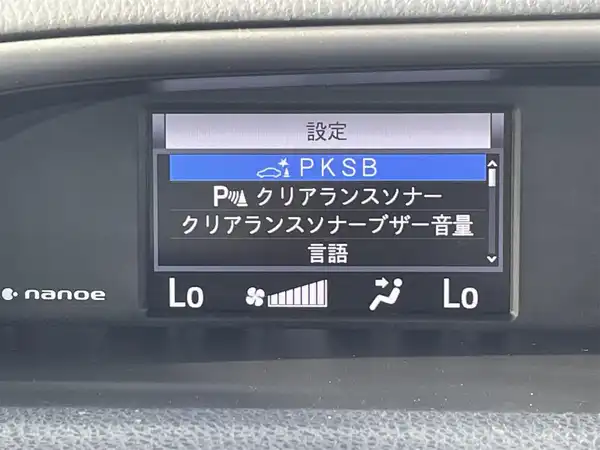 設定
PKSB
P クリアランスソナー
クリアランスソナーブザー音量
言語
nanoe
Lo
Lo